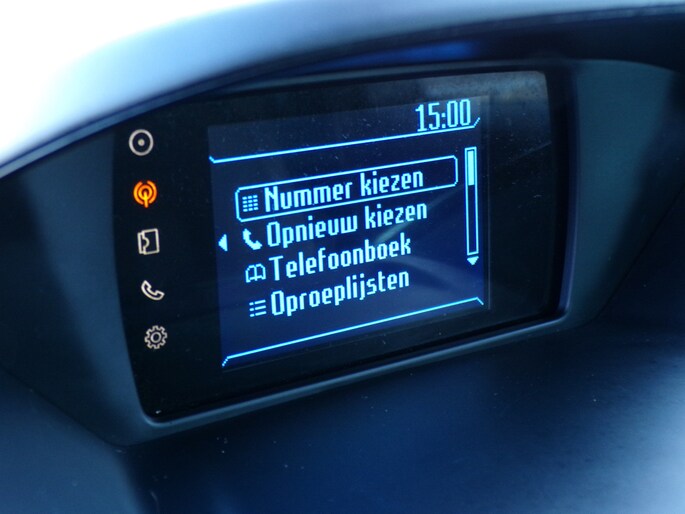 15:00
Nummer kiezen
Opnieuw kiezen
Telefoonboek
Oproeplijsten